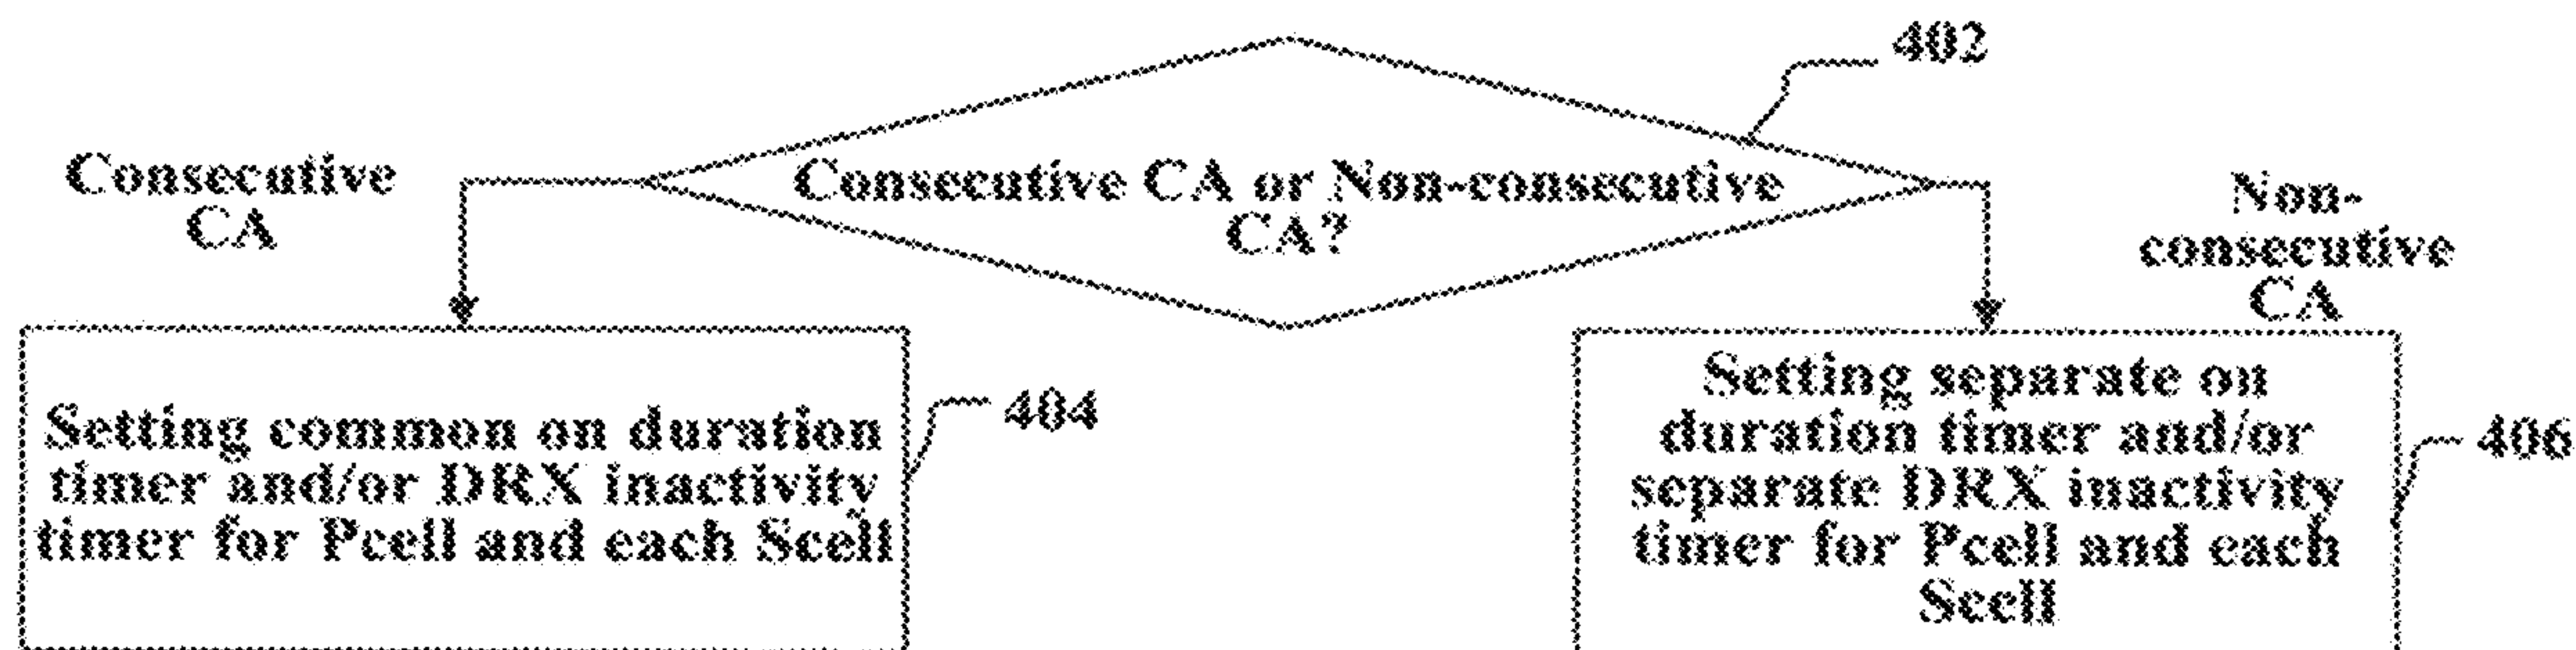 402
Consecutive
CA
Consecutive CA or Non-consecutive
CA?
Non-
consecutive
CA
Setting common on duration
timer and/or DRX inactivity
timer for Pcell and each Scell
404
Setting separate on
duration timer and/or
separate DRX inactivity
timer for Pcell and each
Scell
406